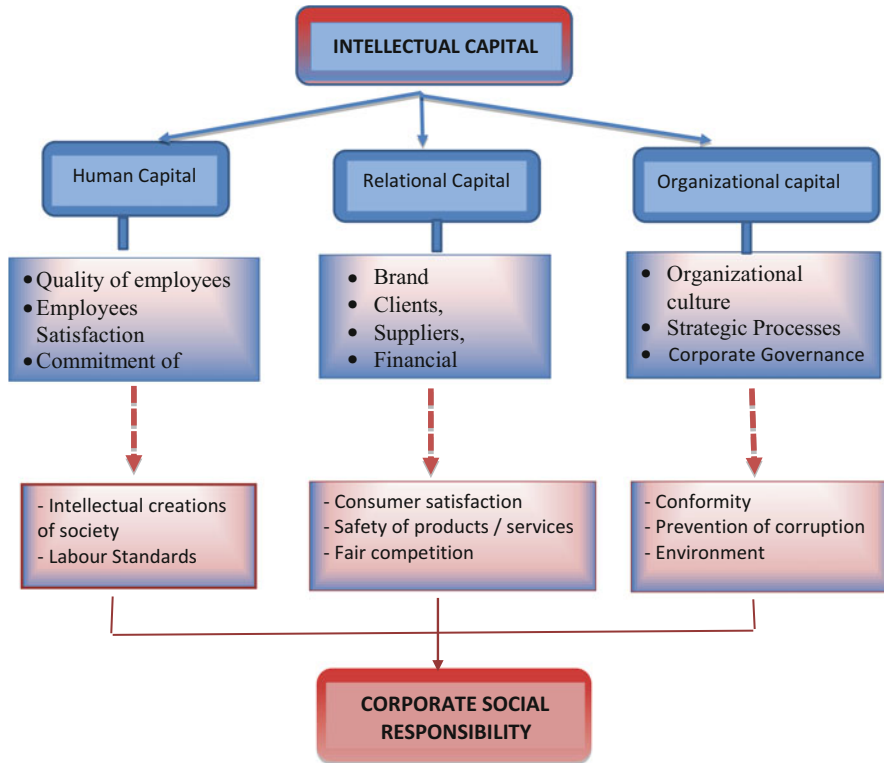 INTELLECTUAL CAPITAL
Human Capital
Relational Capital
Organizational capital
• Quality of employees
• Employees
Satisfaction
• Commitment of
• Brand
• Clients,
• Suppliers,
• Financial
• Organizational
culture
• Strategic Processes
• Corporate Governance
- Intellectual creations
of society
- Labour Standards
- Consumer satisfaction
- Safety of products / services
- Fair competition
- Conformity
- Prevention of corruption
- Environment
CORPORATE SOCIAL
RESPONSIBILITY